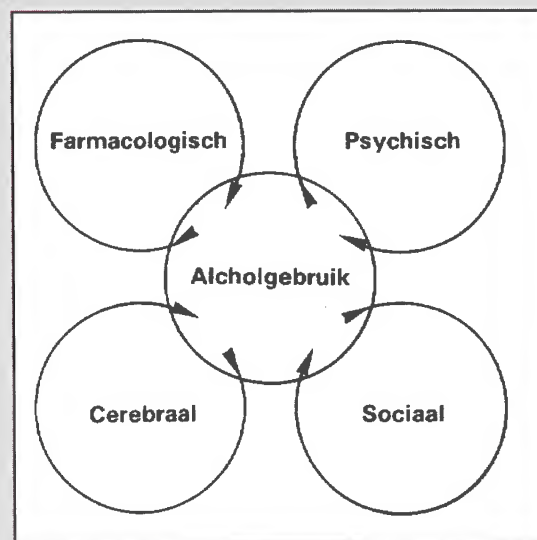 Farmacologisch
Psychisch
Alcholgebruik
Cerebraal
Sociaal